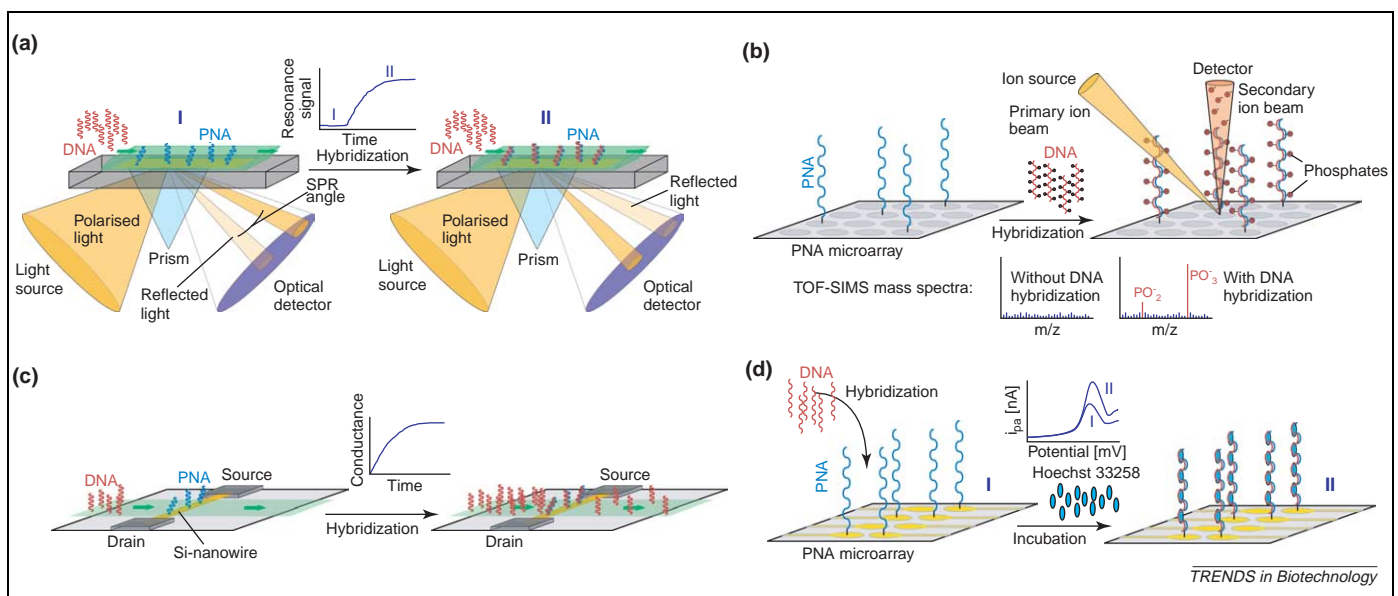 (a)
Resonance
signal
I
II
Time
Hybridization
I
PNA
DNA
Polarised
light
Light
source
Prism
Reflected
light
SPR
angle
II
PNA
DNA
Polarised
light
Light
source
Prism
Reflected
light
Optical
detector
Optical
detector
(b)
PNA
PNA microarray
DNA
Hybridization
Ion source
Primary ion
beam
Detector
Secondary
ion beam
Phosphates
TOF-SIMS mass spectra:
Without DNA
hybridization
m/z
PO-2
PO-3
With DNA
hybridization
m/z
(c)
DNA
PNA
Source
Drain
Si-nanowire
Conductance
Time
Hybridization
Source
Drain
(d)
DNA
Hybridization
PNA
I
PNA microarray
ipa [nA]
II
I
Potential [mV]
Hoechst 33258
Incubation
II
TRENDS in Biotechnology